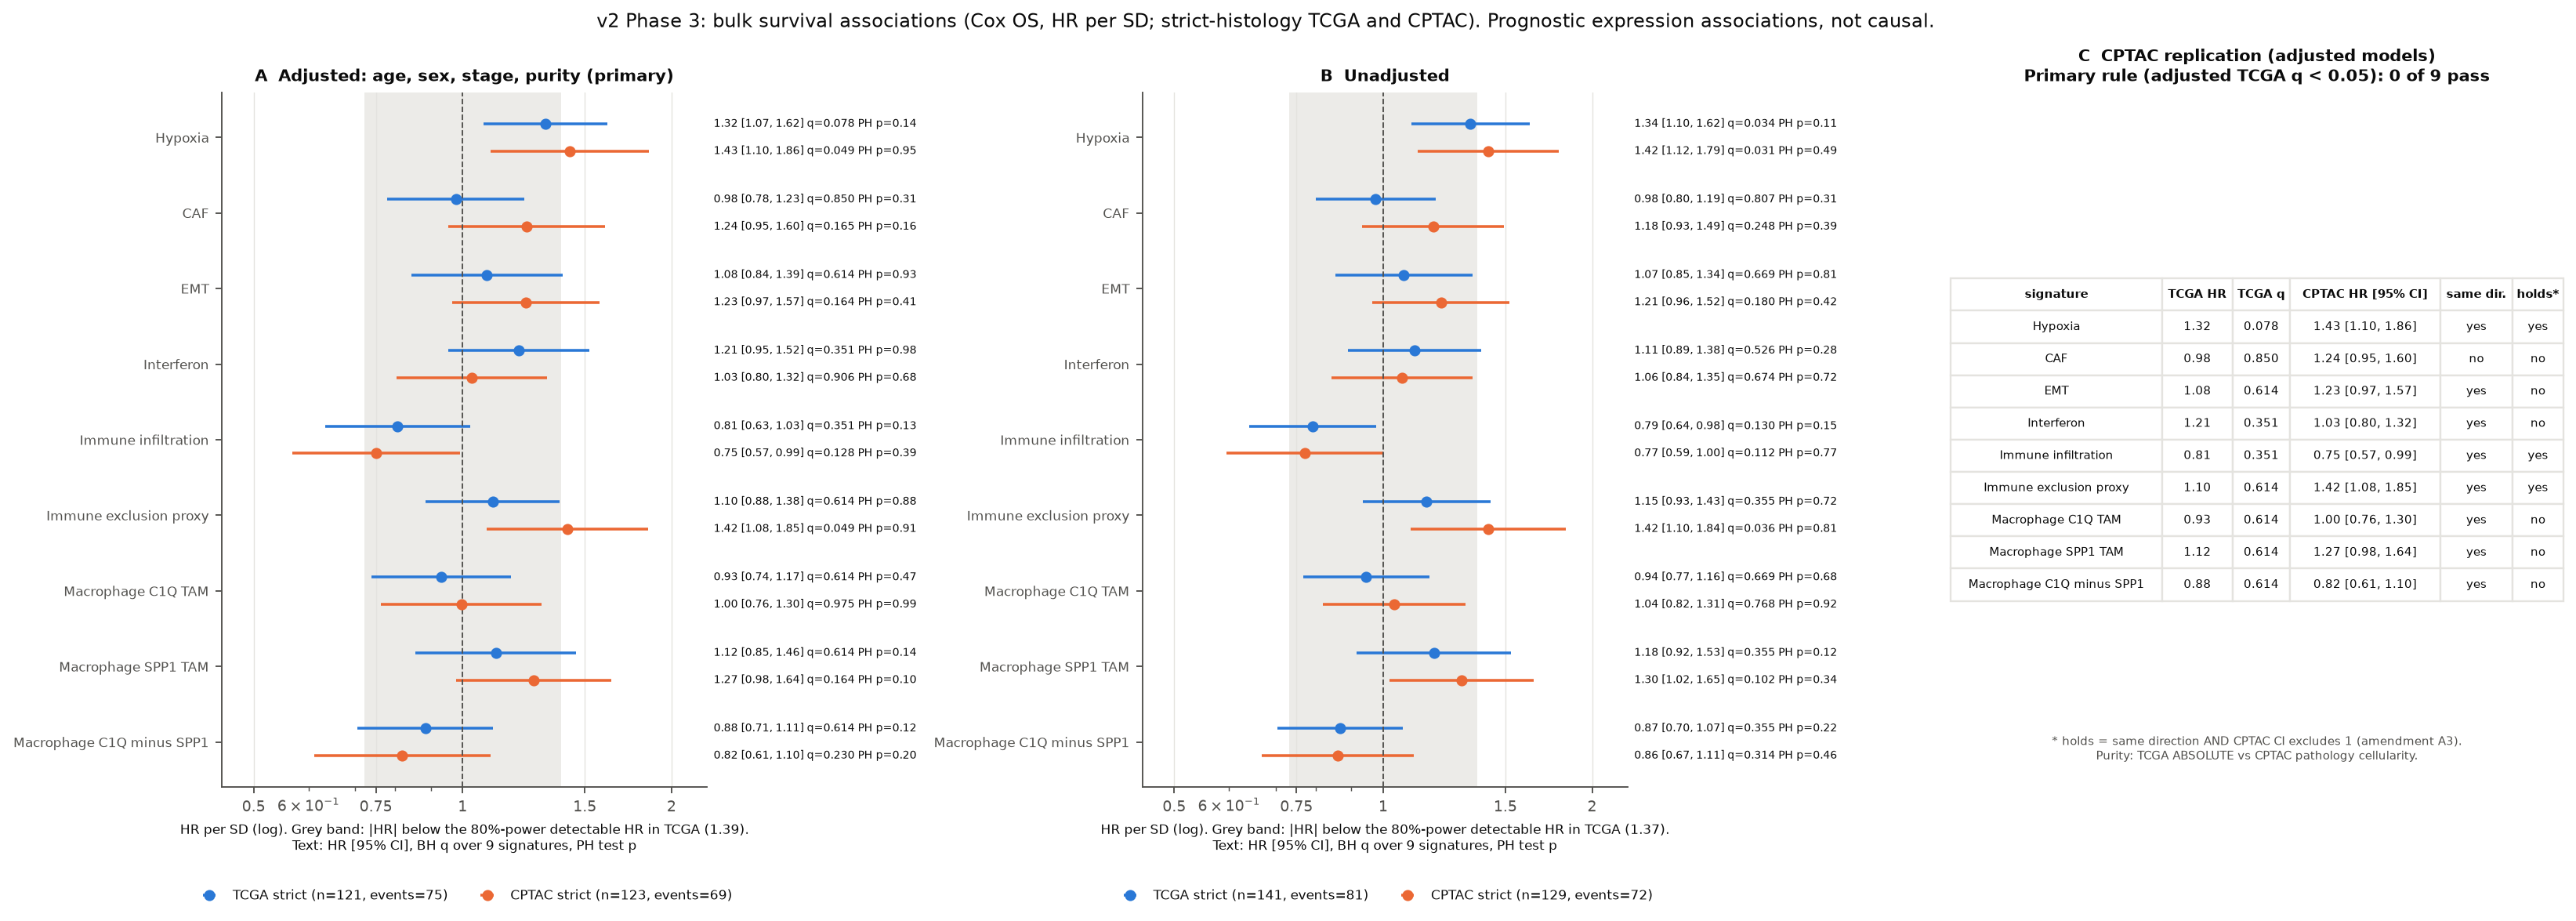 v2 Phase 3: bulk survival associations (Cox OS, HR per SD; strict-histology TCGA and CPTAC). Prognostic expression associations, not causal.
A Adjusted: age, sex, stage, purity (primary)
Hypoxia
1.32 [1.07, 1.62] q=0.078 PH p=0.14
1.43 [1.10, 1.86] q=0.049 PH p=0.95
CAF
0.98 [0.78, 1.23] q=0.850 PH p=0.31
1.24 [0.95, 1.60] q=0.165 PH p=0.16
EMT
1.08 [0.84, 1.39] q=0.614 PH p=0.93
1.23 [0.97, 1.57] q=0.164 PH p=0.41
Interferon
1.21 [0.95, 1.52] q=0.351 PH p=0.98
1.03 [0.80, 1.32] q=0.906 PH p=0.68
Immune infiltration
0.81 [0.63, 1.03] q=0.351 PH p=0.13
0.75 [0.57, 0.99] q=0.128 PH p=0.39
Immune exclusion proxy
1.10 [0.88, 1.38] q=0.614 PH p=0.88
1.42 [1.08, 1.85] q=0.049 PH p=0.91
Macrophage C1Q TAM
0.93 [0.74, 1.17] q=0.614 PH p=0.47
1.00 [0.76, 1.30] q=0.975 PH p=0.99
Macrophage SPP1 TAM
1.12 [0.85, 1.46] q=0.614 PH p=0.14
1.27 [0.98, 1.64] q=0.164 PH p=0.10
Macrophage C1Q minus SPP1
0.88 [0.71, 1.11] q=0.614 PH p=0.12
0.82 [0.61, 1.10] q=0.230 PH p=0.20
0.5 6 × 10⁻¹ 0.75 1 1.5 2
HR per SD (log). Grey band: |HR| below the 80%-power detectable HR in TCGA (1.39).
Text: HR [95% CI], BH q over 9 signatures, PH test p
TCGA strict (n=121, events=75) CPTAC strict (n=123, events=69)
B Unadjusted
Hypoxia
1.34 [1.10, 1.62] q=0.034 PH p=0.11
1.42 [1.12, 1.79] q=0.031 PH p=0.49
CAF
0.98 [0.80, 1.19] q=0.807 PH p=0.31
1.18 [0.93, 1.49] q=0.248 PH p=0.39
EMT
1.07 [0.85, 1.34] q=0.669 PH p=0.81
1.21 [0.96, 1.52] q=0.180 PH p=0.42
Interferon
1.11 [0.89, 1.38] q=0.526 PH p=0.28
1.06 [0.84, 1.35] q=0.674 PH p=0.72
Immune infiltration
0.79 [0.64, 0.98] q=0.130 PH p=0.15
0.77 [0.59, 1.00] q=0.112 PH p=0.77
Immune exclusion proxy
1.15 [0.93, 1.43] q=0.355 PH p=0.72
1.42 [1.10, 1.84] q=0.036 PH p=0.81
Macrophage C1Q TAM
0.94 [0.77, 1.16] q=0.669 PH p=0.68
1.04 [0.82, 1.31] q=0.768 PH p=0.92
Macrophage SPP1 TAM
1.18 [0.92, 1.53] q=0.355 PH p=0.12
1.30 [1.02, 1.65] q=0.102 PH p=0.34
Macrophage C1Q minus SPP1
0.87 [0.70, 1.07] q=0.355 PH p=0.22
0.86 [0.67, 1.11] q=0.314 PH p=0.46
0.5 6 × 10⁻¹ 0.75 1 1.5 2
HR per SD (log). Grey band: |HR| below the 80%-power detectable HR in TCGA (1.37).
Text: HR [95% CI], BH q over 9 signatures, PH test p
TCGA strict (n=141, events=81) CPTAC strict (n=129, events=72)
C CPTAC replication (adjusted models)
Primary rule (adjusted TCGA q < 0.05): 0 of 9 pass
signature TCGA HR TCGA q CPTAC HR [95% CI] same dir. holds*
Hypoxia 1.32 0.078 1.43 [1.10, 1.86] yes yes
CAF 0.98 0.850 1.24 [0.95, 1.60] no no
EMT 1.08 0.614 1.23 [0.97, 1.57] yes no
Interferon 1.21 0.351 1.03 [0.80, 1.32] yes no
Immune infiltration 0.81 0.351 0.75 [0.57, 0.99] yes yes
Immune exclusion proxy 1.10 0.614 1.42 [1.08, 1.85] yes yes
Macrophage C1Q TAM 0.93 0.614 1.00 [0.76, 1.30] yes no
Macrophage SPP1 TAM 1.12 0.614 1.27 [0.98, 1.64] yes no
Macrophage C1Q minus SPP1 0.88 0.614 0.82 [0.61, 1.10] yes no
* holds = same direction AND CPTAC CI excludes 1 (amendment A3).
Purity: TCGA ABSOLUTE vs CPTAC pathology cellularity.